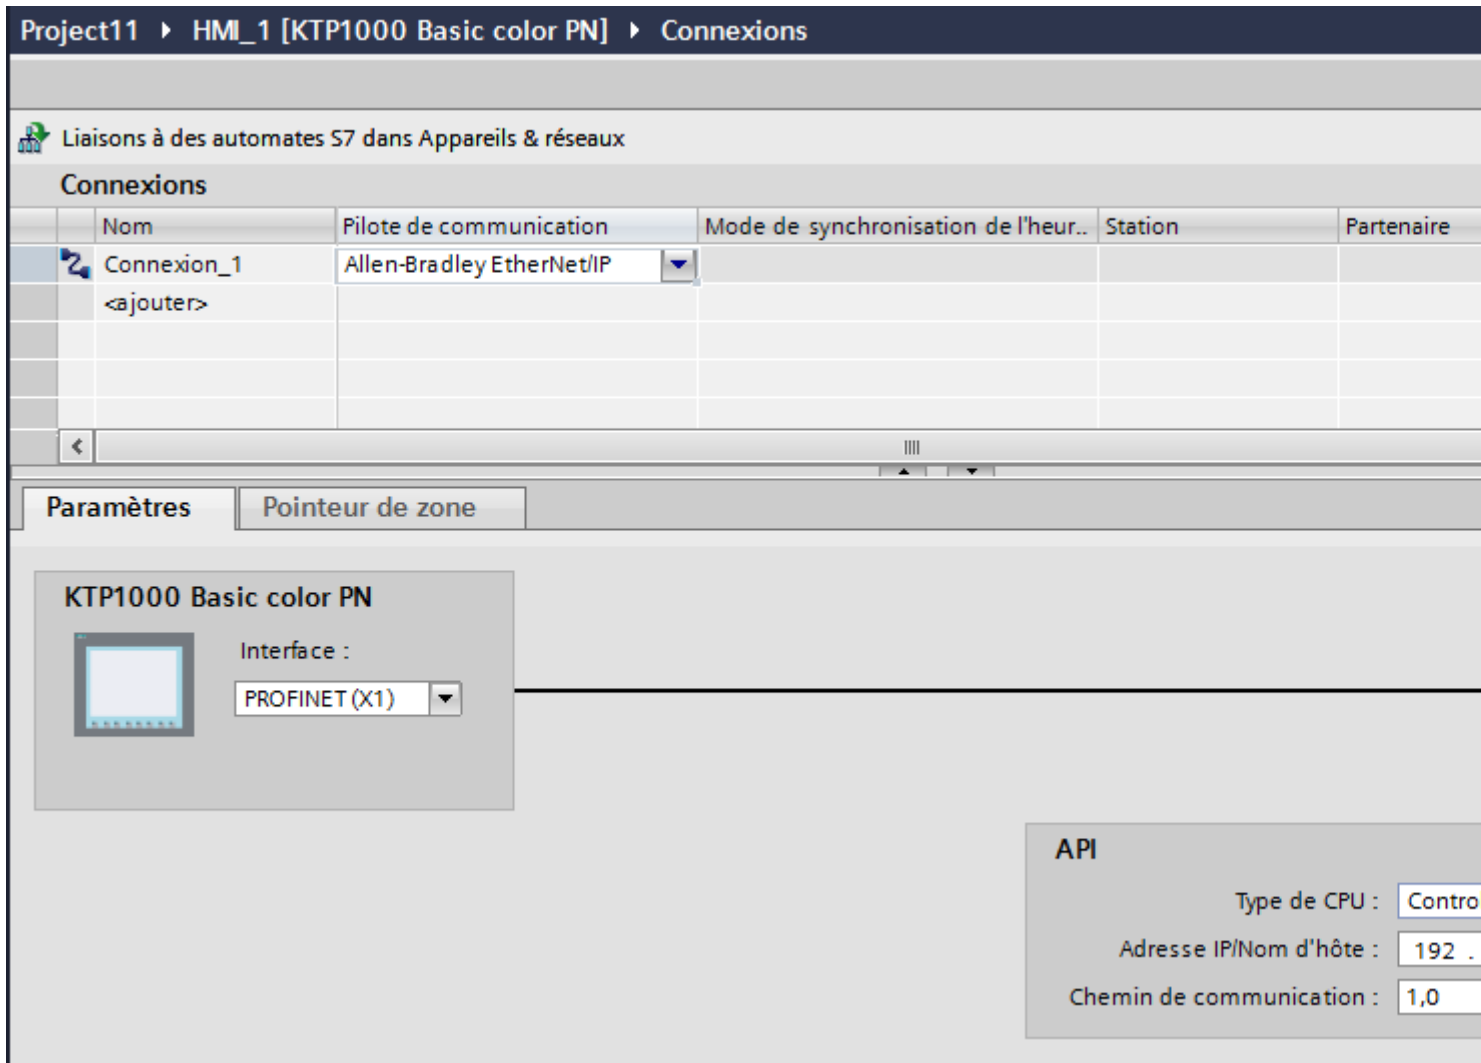 Project11 ▸ HMI_1 [KTP1000 Basic color PN] ▸ Connexions
Liaisons à des automates S7 dans Appareils & réseaux
Connexions
Nom Pilote de communication Mode de synchronisation de l'heur.. Station Partenaire
Connexion_1 Allen-Bradley EtherNet/IP
<ajouter>
Paramètres Pointeur de zone
KTP1000 Basic color PN
Interface :
PROFINET (X1)
API
Type de CPU : Contro
Adresse IP/Nom d'hôte : 192 .
Chemin de communication : 1,0